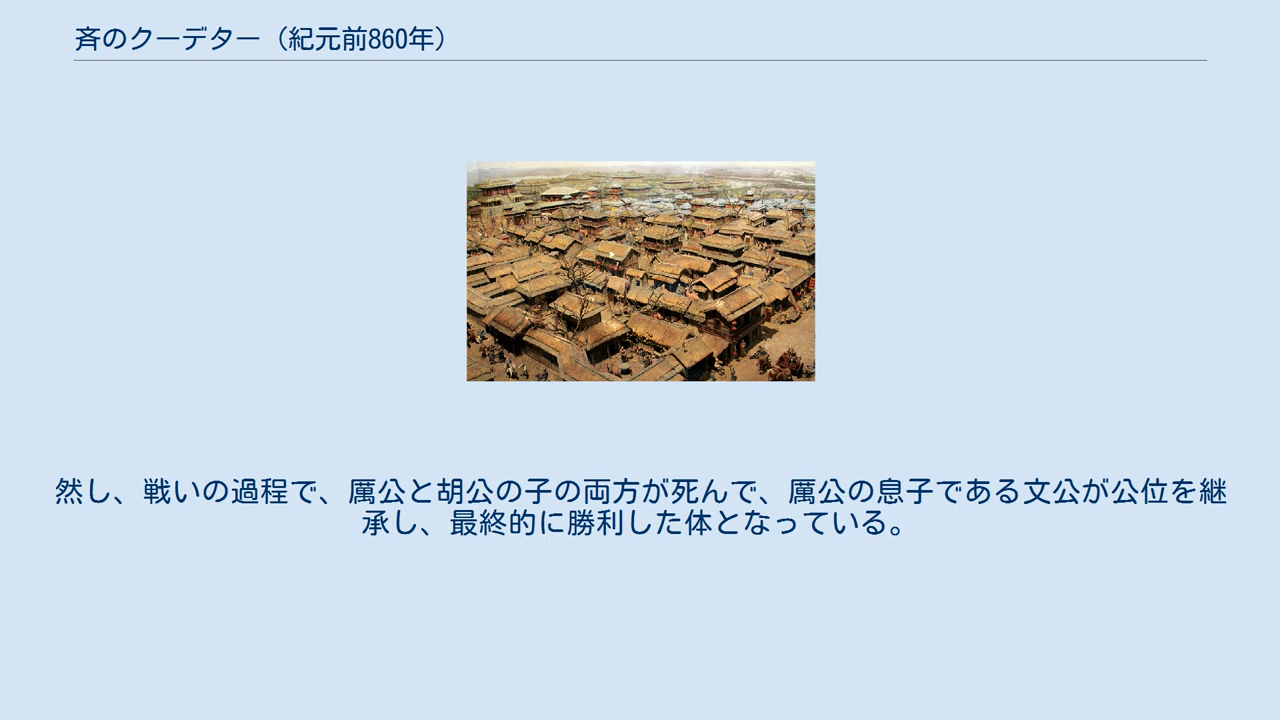 斉のクーデター（紀元前860年）
然し、戦いの過程で、厲公と胡公の子の両方が死んで、厲公の息子である文公が公位を継
承し、最終的に勝利した体となっている。